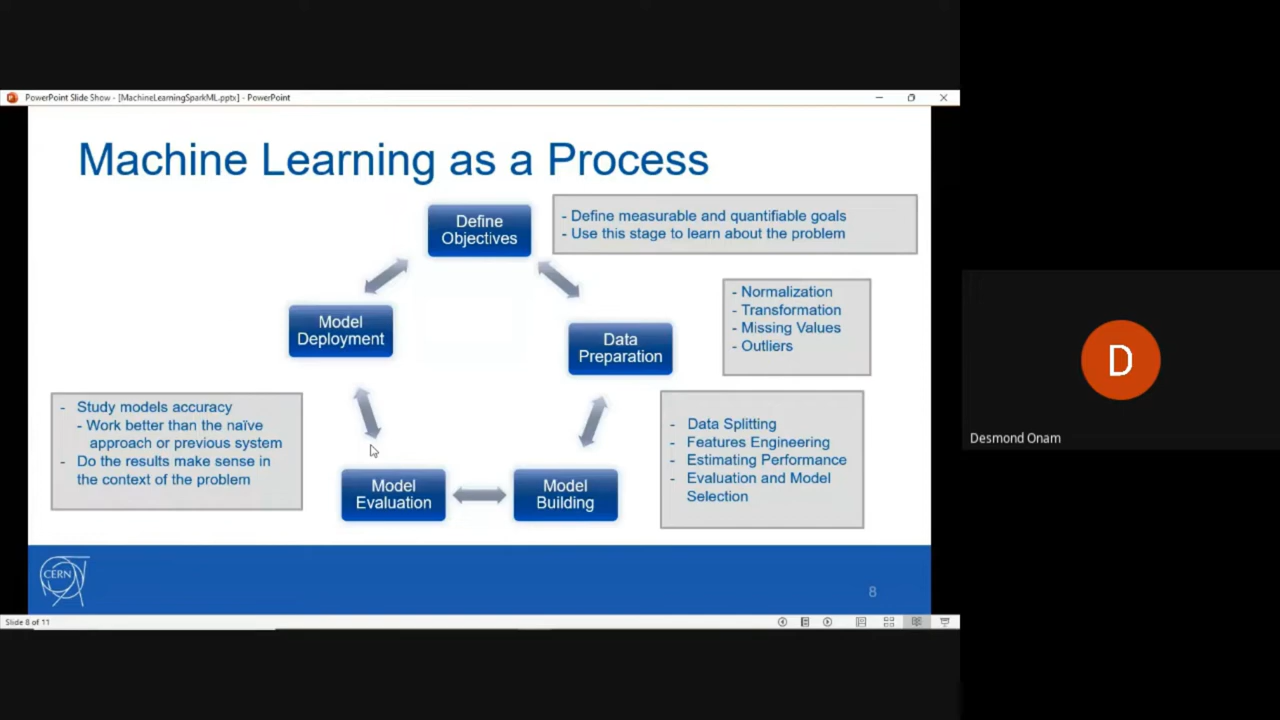 PowerPoint Slide Show - [MachineLearningSparkML.pptx] - PowerPoint
Machine Learning as a Process
Define
Objectives
- Define measurable and quantifiable goals
- Use this stage to learn about the problem
Model
Deployment
Data
Preparation
- Normalization
- Transformation
- Missing Values
- Outliers
- Study models accuracy
- Work better than the naïve
approach or previous system
- Do the results make sense in
the context of the problem
Model
Evaluation
Model
Building
- Data Splitting
- Features Engineering
- Estimating Performance
- Evaluation and Model
Selection
CERN
8
Slide 8 of 11
D
Desmond Onam